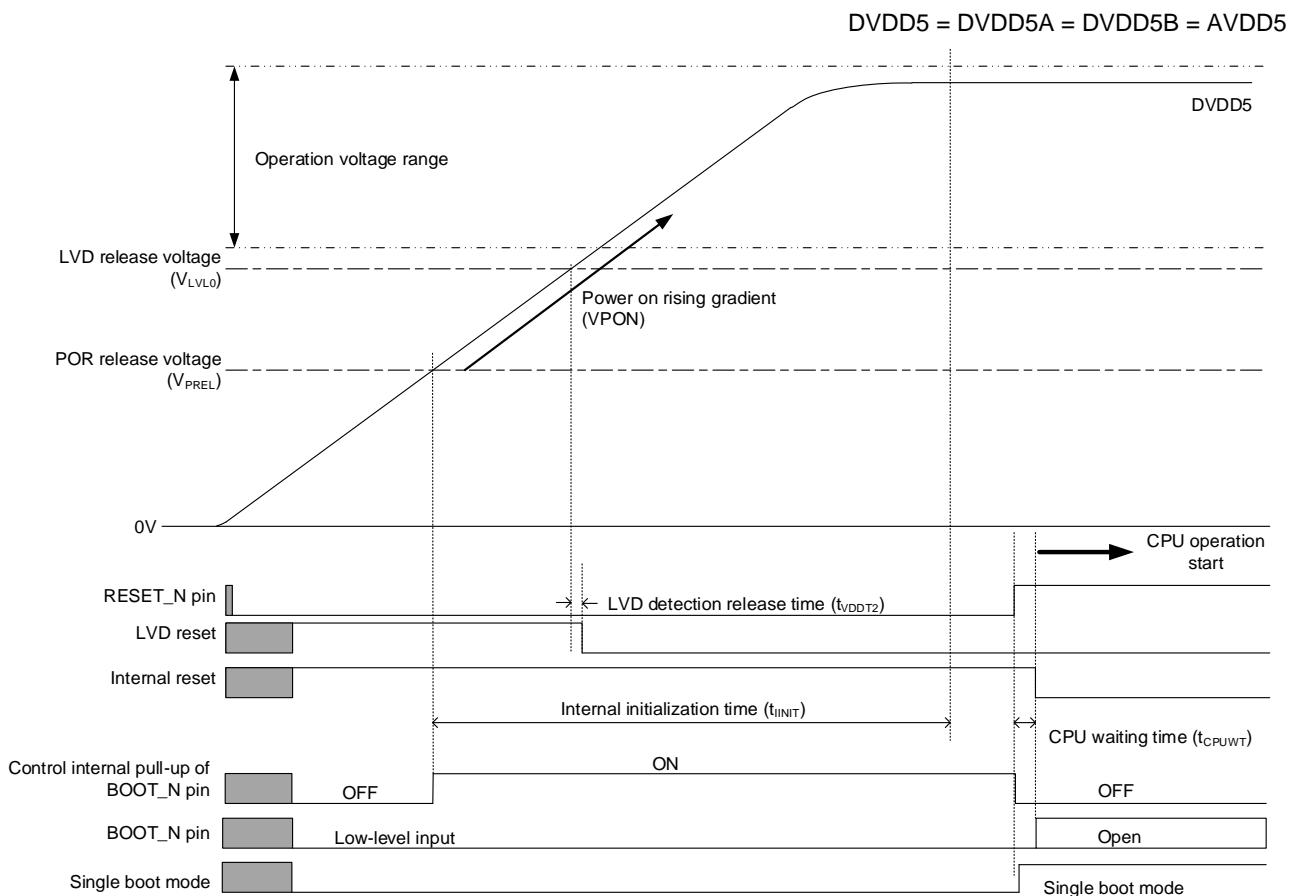 DVDD5 = DVDD5A = DVDD5B = AVDD5
DVDD5
Operation voltage range
LVD release voltage
(VLVL0)
Power on rising gradient
(VPON)
POR release voltage
(VPREL)
0V
CPU operation
start
RESET_N pin
LVD detection release time (tVDDT2)
LVD reset
Internal reset
Internal initialization time (tIINIT)
CPU waiting time (tCPUWT)
Control internal pull-up of
BOOT_N pin
OFF
ON
OFF
BOOT_N pin
Low-level input
Open
Single boot mode
Single boot mode